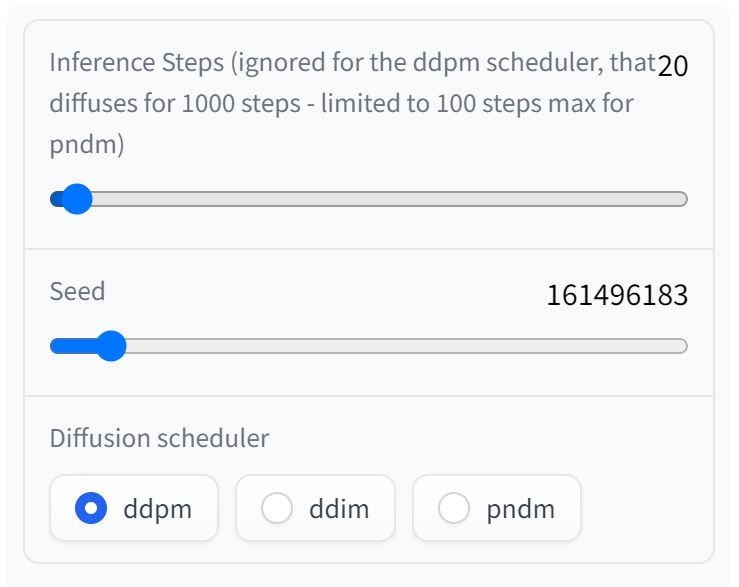 Inference Steps (ignored for the ddpm scheduler, that 20
diffuses for 1000 steps - limited to 100 steps max for
pndm)
Seed 161496183
Diffusion scheduler
ddpm ddim pndm